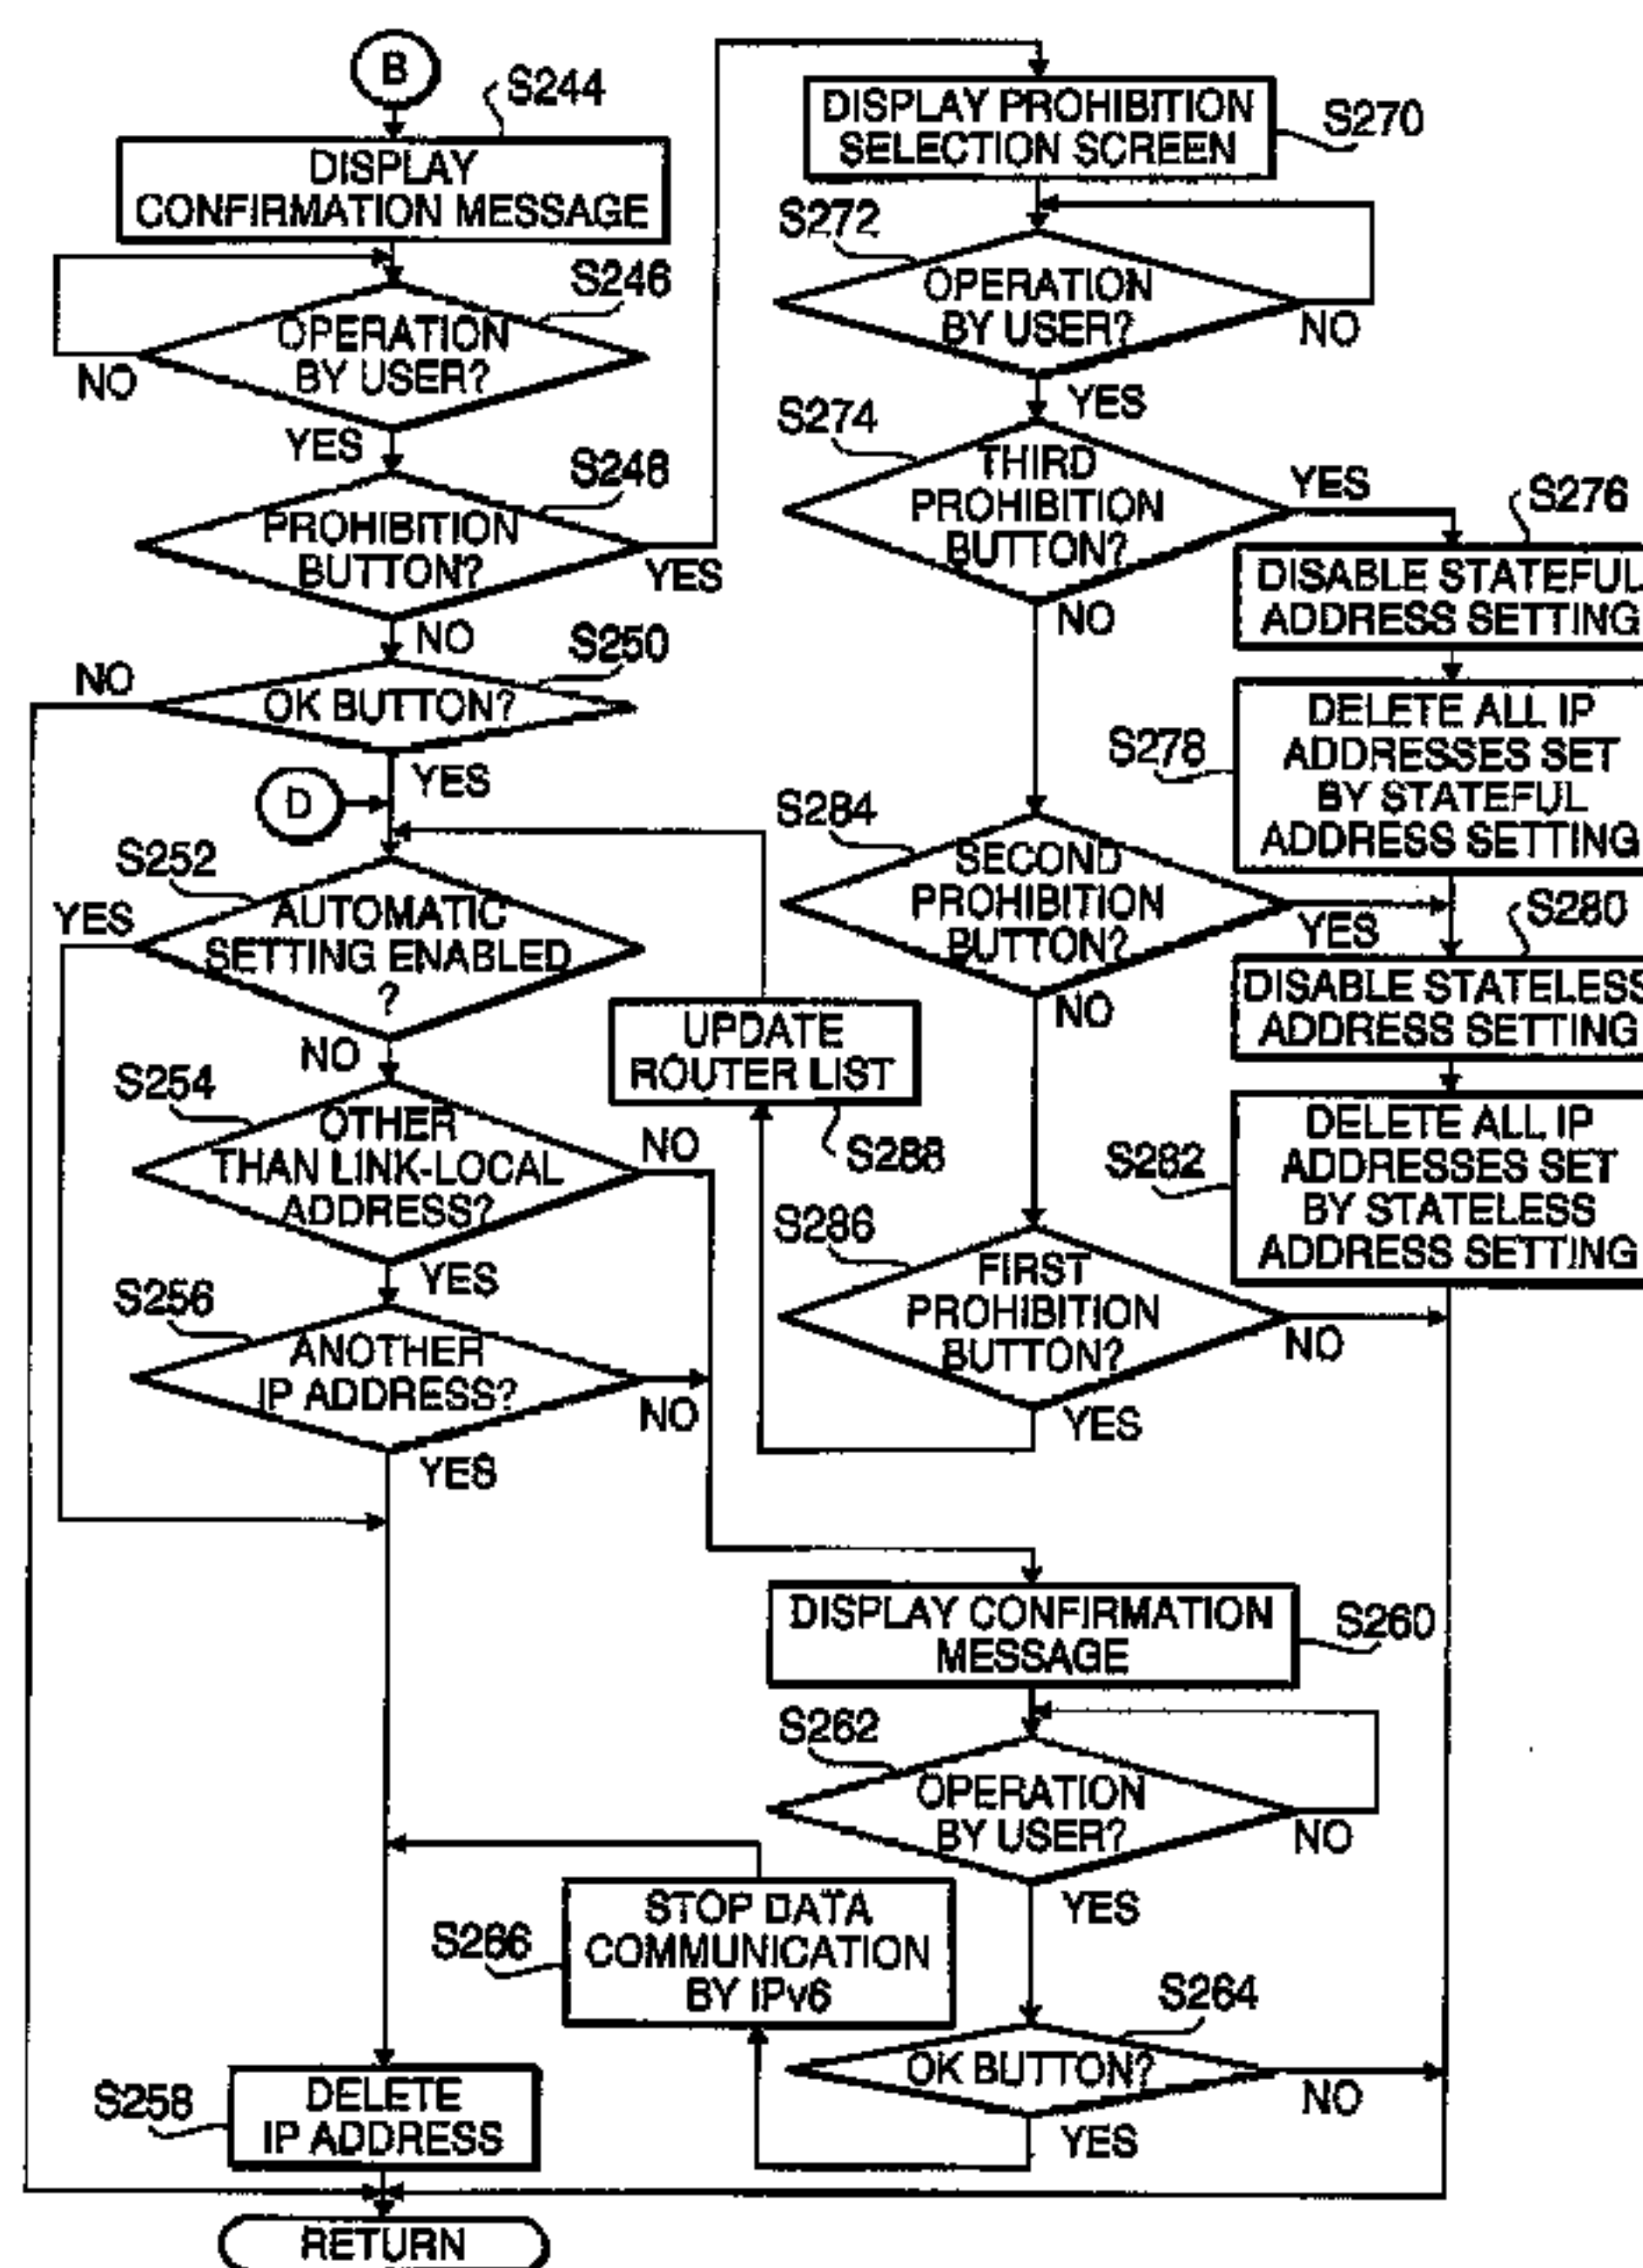 B
S244
DISPLAY
CONFIRMATION MESSAGE
S246
OPERATION
BY USER?
NO
YES
S248
PROHIBITION
BUTTON?
YES
NO
S250
OK BUTTON?
NO
YES
D
S252
AUTOMATIC
SETTING ENABLED
?
YES
NO
S254
OTHER
THAN LINK-LOCAL
ADDRESS?
NO
YES
S256
ANOTHER
IP ADDRESS?
NO
YES
S258
DELETE
IP ADDRESS
RETURN
DISPLAY PROHIBITION
SELECTION SCREEN
S270
S272
OPERATION
BY USER?
NO
YES
S274
THIRD
PROHIBITION
BUTTON?
YES
NO
S276
DISABLE STATEFUL
ADDRESS SETTING
S278
DELETE ALL IP
ADDRESSES SET
BY STATEFUL
ADDRESS SETTING
S284
SECOND
PROHIBITION
BUTTON?
YES
NO
S280
DISABLE STATELESS
ADDRESS SETTING
S282
DELETE ALL IP
ADDRESSES SET
BY STATELESS
ADDRESS SETTING
UPDATE
ROUTER LIST
S288
S286
FIRST
PROHIBITION
BUTTON?
NO
YES
DISPLAY CONFIRMATION
MESSAGE
S260
S262
OPERATION
BY USER?
NO
YES
S266
STOP DATA
COMMUNICATION
BY IPv6
S264
OK BUTTON?
NO
YES